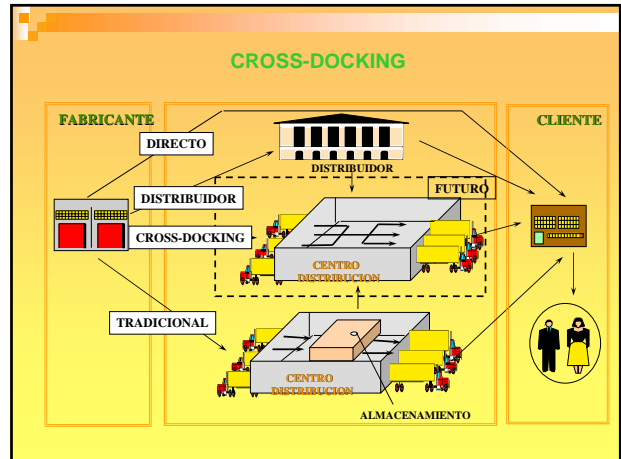 CROSS-DOCKING
FABRICANTE
CLIENTE
DIRECTO
DISTRIBUIDOR
DISTRIBUIDOR
FUTURO
CROSS-DOCKING
CENTRO
DISTRIBUCION
TRADICIONAL
CENTRO
DISTRIBUCION
ALMACENAMIENTO